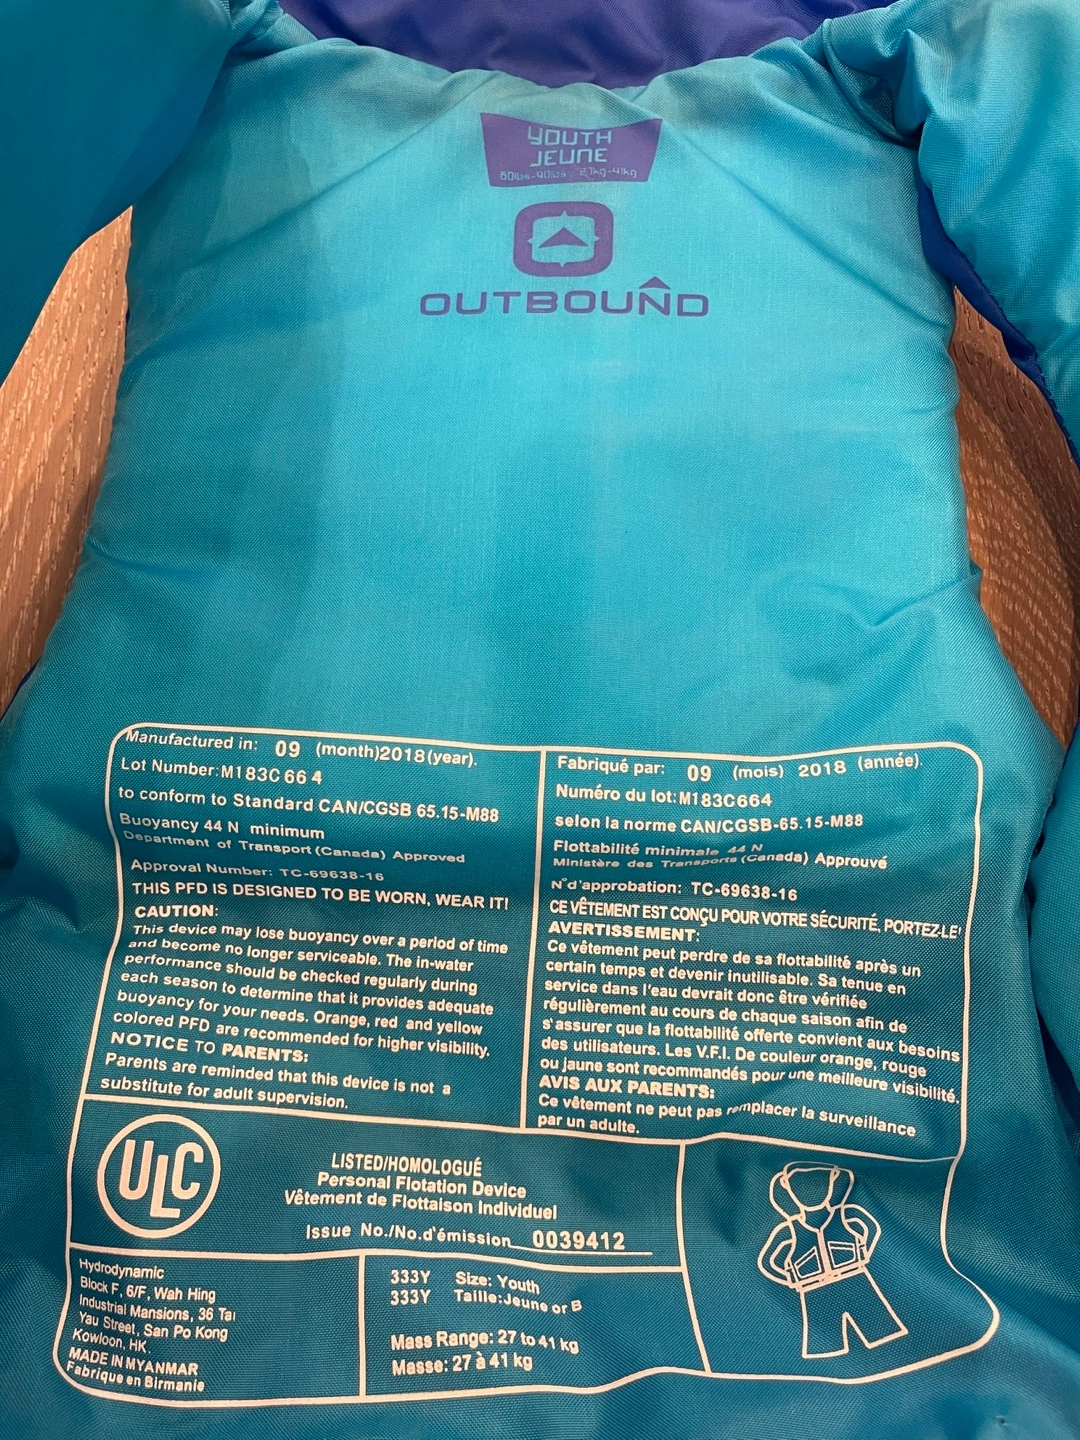 YOUTH
JEUNE
60lbs-90lbs / 27kg-41kg
OUTBOUND
Manufactured in: 09 (month)2018(year).
Lot Number:M183C664
to conform to Standard CAN/CGSB 65.15-M88
Buoyancy 44 N minimum
Department of Transport (Canada) Approved
Approval Number: TC-69638-16
THIS PFD IS DESIGNED TO BE WORN, WEAR IT!
CAUTION:
This device may lose buoyancy over a period of time
and become no longer serviceable. The in-water
performance should be checked regularly during
each season to determine that it provides adequate
buoyancy for your needs. Orange, red and yellow
colored PFD are recommended for higher visibility.
NOTICE TO PARENTS:
Parents are reminded that this device is not a
substitute for adult supervision.
Fabriqué par: 09 (mois) 2018 (année).
Numéro du lot:M183C664
selon la norme CAN/CGSB-65.15-M88
Flottabilité minimale 44 N
Ministère des Transports (Canada) Approuvé
N°d'approbation: TC-69638-16
CE VÊTEMENT EST CONÇU POUR VOTRE SÉCURITÉ, PORTEZ-LE!
AVERTISSEMENT:
Ce vêtement peut perdre de sa flottabilité après un
certain temps et devenir inutilisable. Sa tenue en
service dans l'eau devrait donc être vérifiée
régulièrement au cours de chaque saison afin de
s'assurer que la flottabilité offerte convient aux besoins
des utilisateurs. Les V.F.I. De couleur orange, rouge
ou jaune sont recommandés pour une meilleure visibilité.
AVIS AUX PARENTS:
Ce vêtement ne peut pas remplacer la surveillance
par un adulte.
ULC
LISTED/HOMOLOGUÉ
Personal Flotation Device
Vêtement de Flottaison Individuel
Issue No./No.d'émission 0039412
Hydrodynamic
Block F, 6/F, Wah Hing
Industrial Mansions, 36 Tai
Yau Street, San Po Kong
Kowloon, HK.
MADE IN MYANMAR
Fabrique en Birmanie
333Y Size: Youth
333Y Taille:Jeune or B
Mass Range: 27 to 41 kg
Masse: 27 à 41 kg